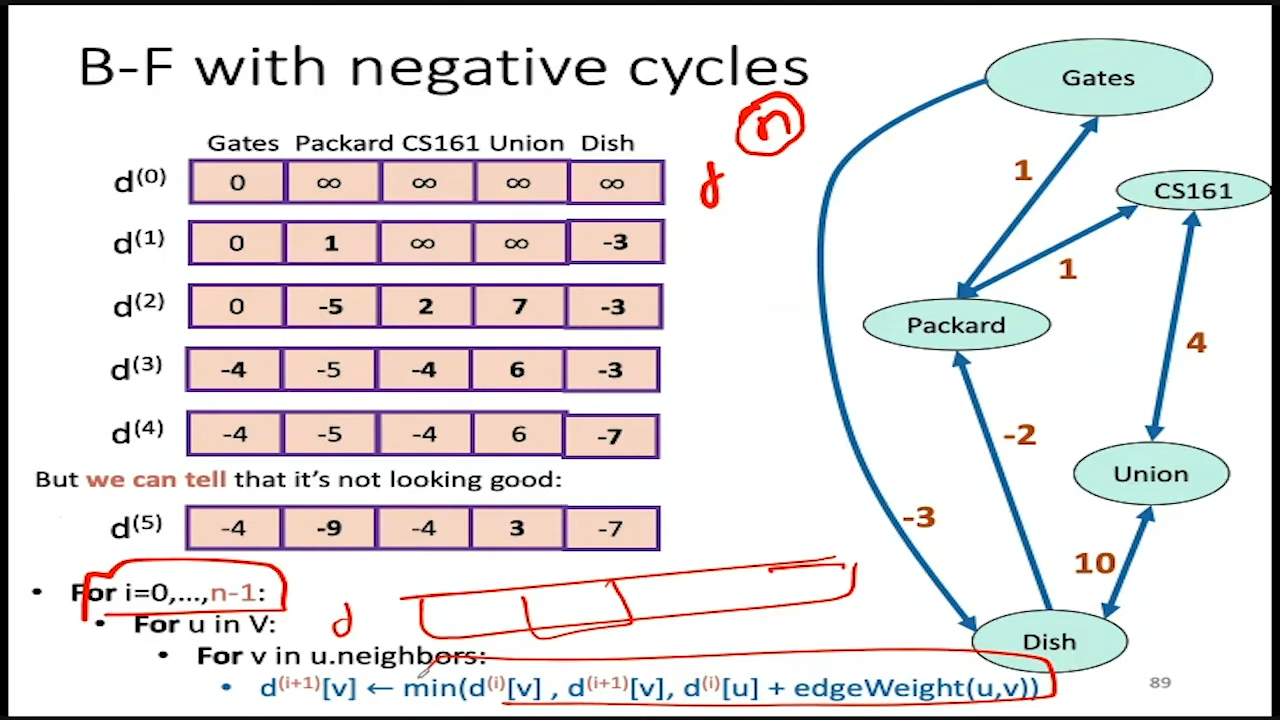 B-F with negative cycles
n
Gates Packard CS161 Union Dish
d(0) 0 ∞ ∞ ∞ ∞
d
d(1) 0 1 ∞ ∞ -3
d(2) 0 -5 2 7 -3
d(3) -4 -5 -4 6 -3
d(4) -4 -5 -4 6 -7
But we can tell that it's not looking good:
d(5) -4 -9 -4 3 -7
• For i=0,...,n-1:
• For u in V:
d
• For v in u.neighbors:
• d(i+1)[v] ← min(d(i)[v] , d(i+1)[v], d(i)[u] + edgeWeight(u,v))
Gates
1
CS161
1
Packard
4
-2
Union
-3
10
Dish
89